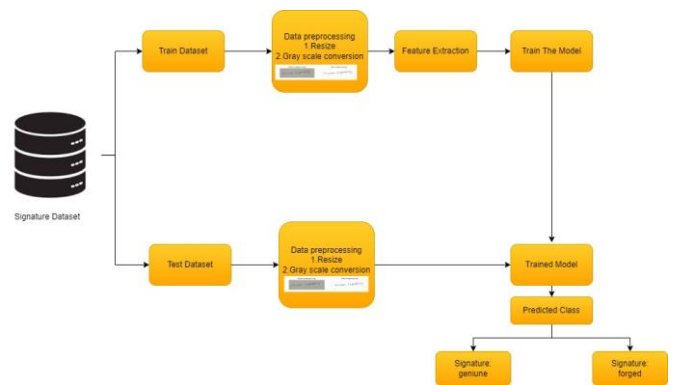 Train Dataset
Data preprocessing
1.Resize
2.Gray scale conversion
Feature Extraction
Train The Model
Signature Dataset
Test Dataset
Data preprocessing
1.Resize
2.Gray scale conversion
Trained Model
Predicted Class
Signature:
geniune
Signature:
forged